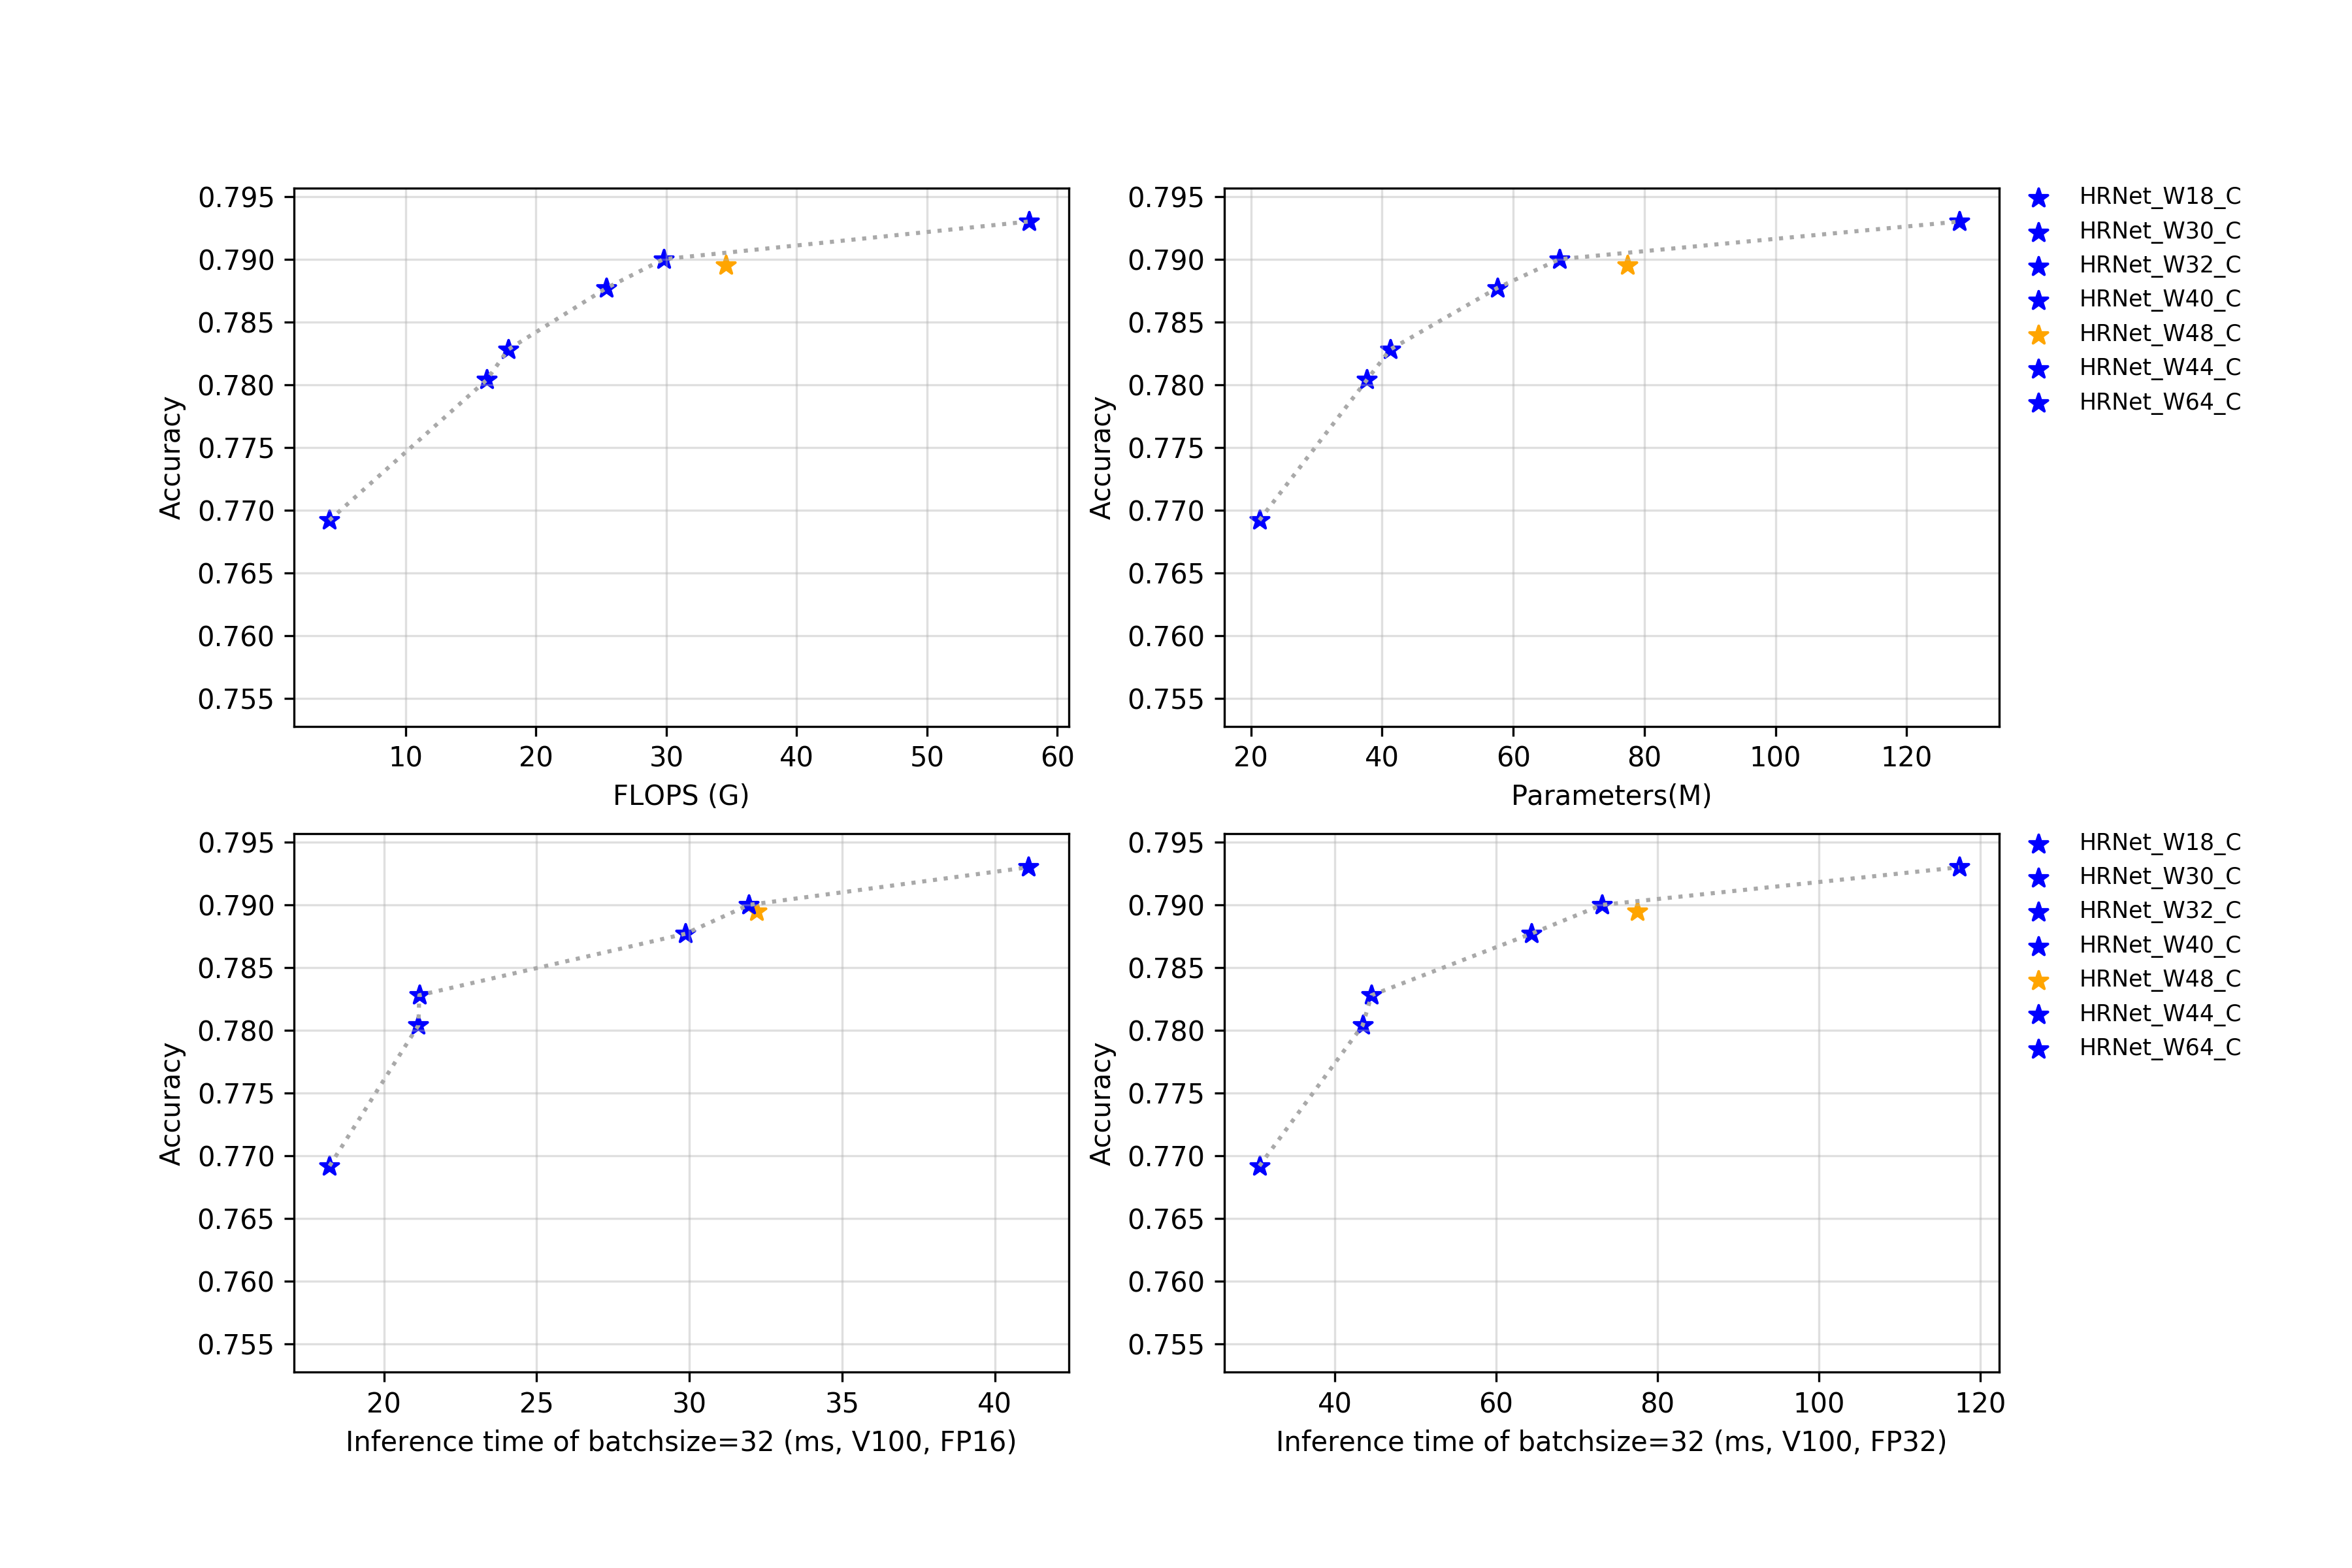 0.795
0.790
0.785
0.780
0.775
0.770
0.765
0.760
0.755
Accuracy
10 20 30 40 50 60
FLOPS (G)
0.795
0.790
0.785
0.780
0.775
0.770
0.765
0.760
0.755
Accuracy
20 40 60 80 100 120
Parameters(M)
HRNet_W18_C
HRNet_W30_C
HRNet_W32_C
HRNet_W40_C
HRNet_W48_C
HRNet_W44_C
HRNet_W64_C
0.795
0.790
0.785
0.780
0.775
0.770
0.765
0.760
0.755
Accuracy
20 25 30 35 40
Inference time of batchsize=32 (ms, V100, FP16)
0.795
0.790
0.785
0.780
0.775
0.770
0.765
0.760
0.755
Accuracy
40 60 80 100 120
Inference time of batchsize=32 (ms, V100, FP32)
HRNet_W18_C
HRNet_W30_C
HRNet_W32_C
HRNet_W40_C
HRNet_W48_C
HRNet_W44_C
HRNet_W64_C